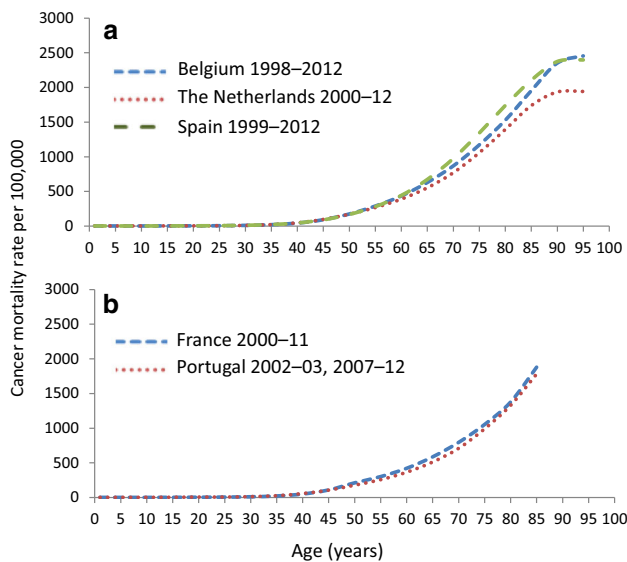 a
Belgium 1998–2012
The Netherlands 2000–12
Spain 1999–2012
3000
2500
2000
1500
1000
500
0
0 5 10 15 20 25 30 35 40 45 50 55 60 65 70 75 80 85 90 95 100
Cancer mortality rate per 100,000
b
France 2000–11
Portugal 2002–03, 2007–12
3000
2500
2000
1500
1000
500
0
0 5 10 15 20 25 30 35 40 45 50 55 60 65 70 75 80 85 90 95 100
Age (years)